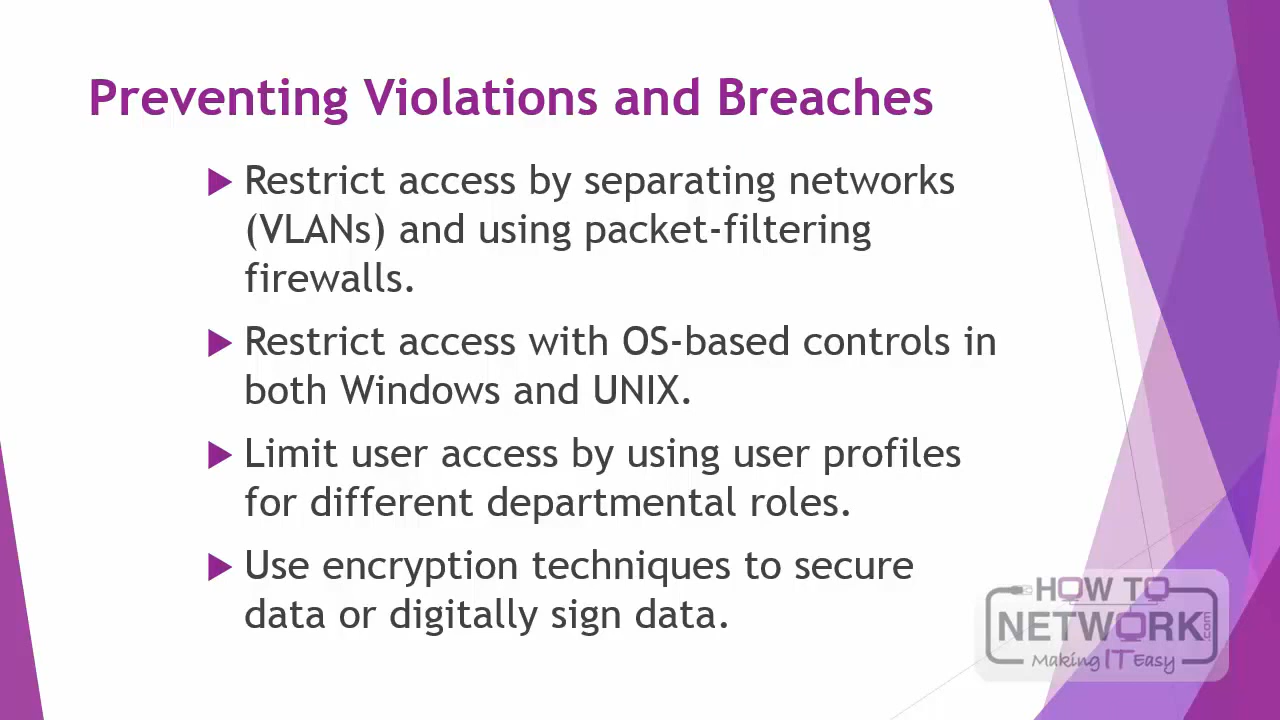 Preventing Violations and Breaches
Restrict access by separating networks
(VLANs) and using packet-filtering
firewalls.
Restrict access with OS-based controls in
both Windows and UNIX.
Limit user access by using user profiles
for different departmental roles.
Use encryption techniques to secure
data or digitally sign data.
HOW TO
NETWORK.com
Making IT Easy